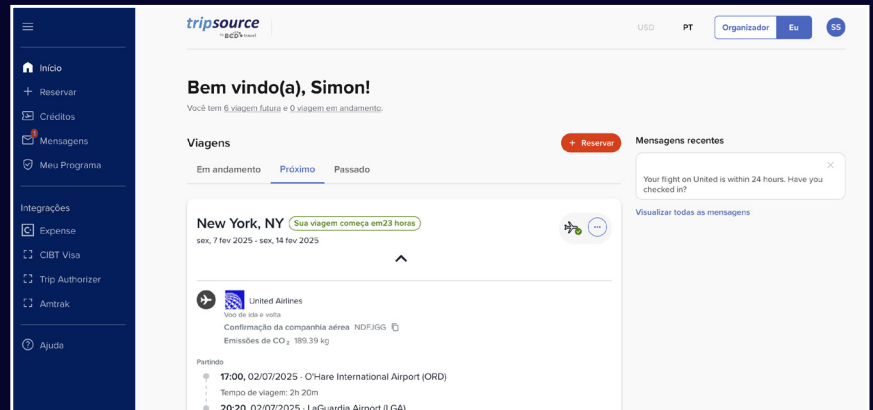 tripsource
by BCD travel
USD
PT
Organizador
Eu
SS
Início
Reservar
Créditos
1
Mensagens
Meu Programa
Integrações
Expense
CIBT Visa
Trip Authorizer
Amtrak
Ajuda
Bem vindo(a), Simon!
Você tem 6 viagem futura e 0 viagem em andamento.
Viagens
+ Reservar
Em andamento
Próximo
Passado
New York, NY
Sua viagem começa em23 horas
sex, 7 fev 2025 - sex, 14 fev 2025
United Airlines
Voo de ida e volta
Confirmação da companhia aérea NDFJGG
Emissões de CO₂ 189.39 kg
Partindo
17:00, 02/07/2025 · O'Hare International Airport (ORD)
Tempo de viagem: 2h 20m
20:20, 02/07/2025 · LaGuardia Airport (LGA)
Mensagens recentes
Your flight on United is within 24 hours. Have you
checked in?
Visualizar todas as mensagens